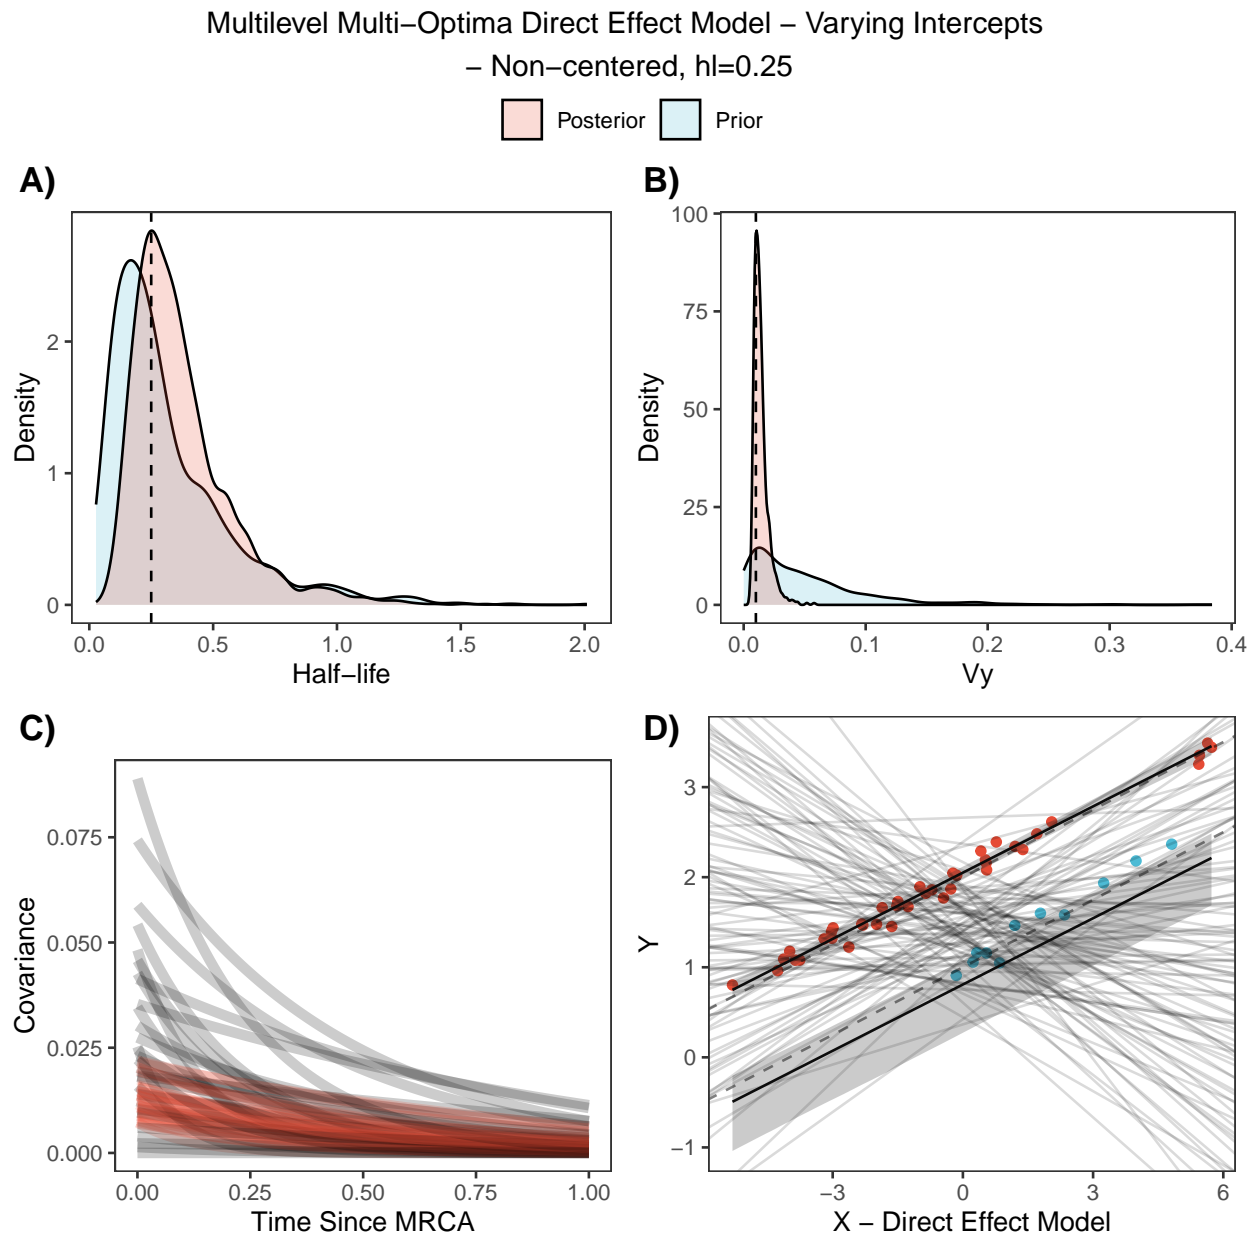 Multilevel Multi−Optima Direct Effect Model − Varying Intercepts
− Non−centered, hl=0.25
Posterior
Prior
A)
Density
2
1
0
0.0 0.5 1.0 1.5 2.0
Half−life
B)
Density
100
75
50
25
0
0.0 0.1 0.2 0.3 0.4
Vy
C)
Covariance
0.075
0.050
0.025
0.000
0.00 0.25 0.50 0.75 1.00
Time Since MRCA
D)
Y
3
2
1
0
−1
−3 0 3 6
X − Direct Effect Model